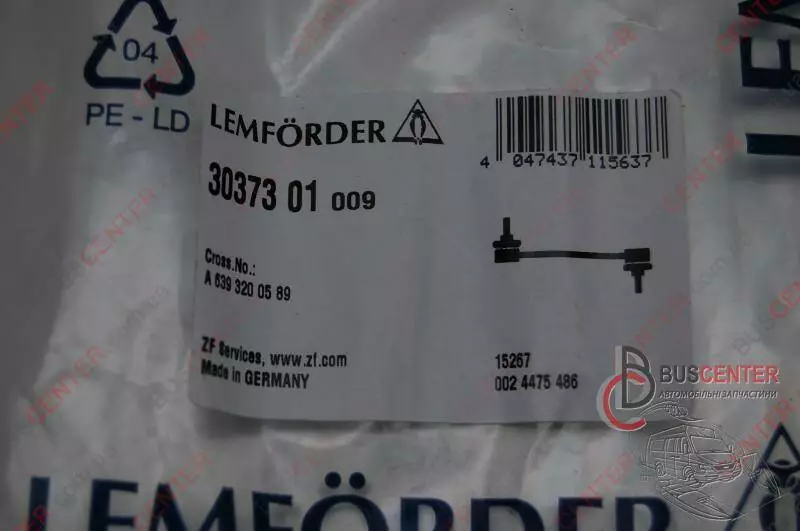 04
PE - LD
LEMFÖRDER
4 047437 115637
30373 01 009
Cross.No.:
A 639 320 05 89
ZF Services, www.zf.com
Made in GERMANY
15267
002 4475 486
BUSCENTER
АВТОМОБІЛЬНІ ЗАПЧАСТИНИ
LEMFÖRDER
LEM